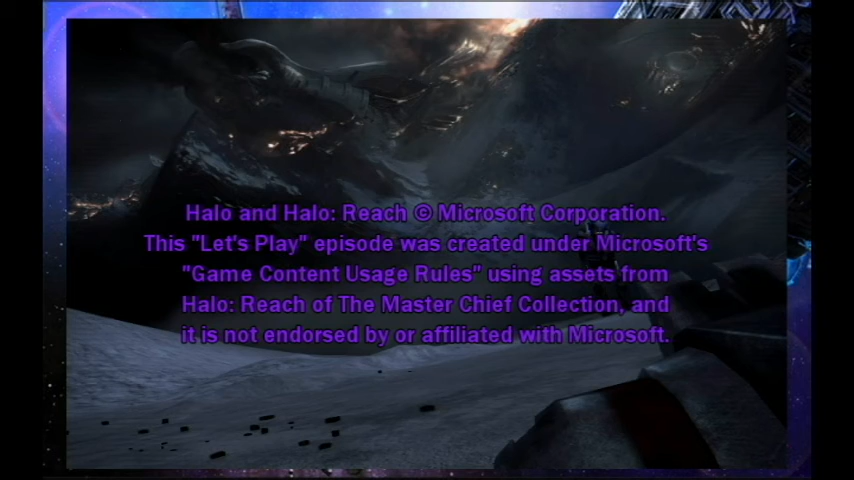 Halo and Halo: Reach © Microsoft Corporation.
This "Let's Play" episode was created under Microsoft's
"Game Content Usage Rules" using assets from
Halo: Reach of The Master Chief Collection, and
it is not endorsed by or affiliated with Microsoft.